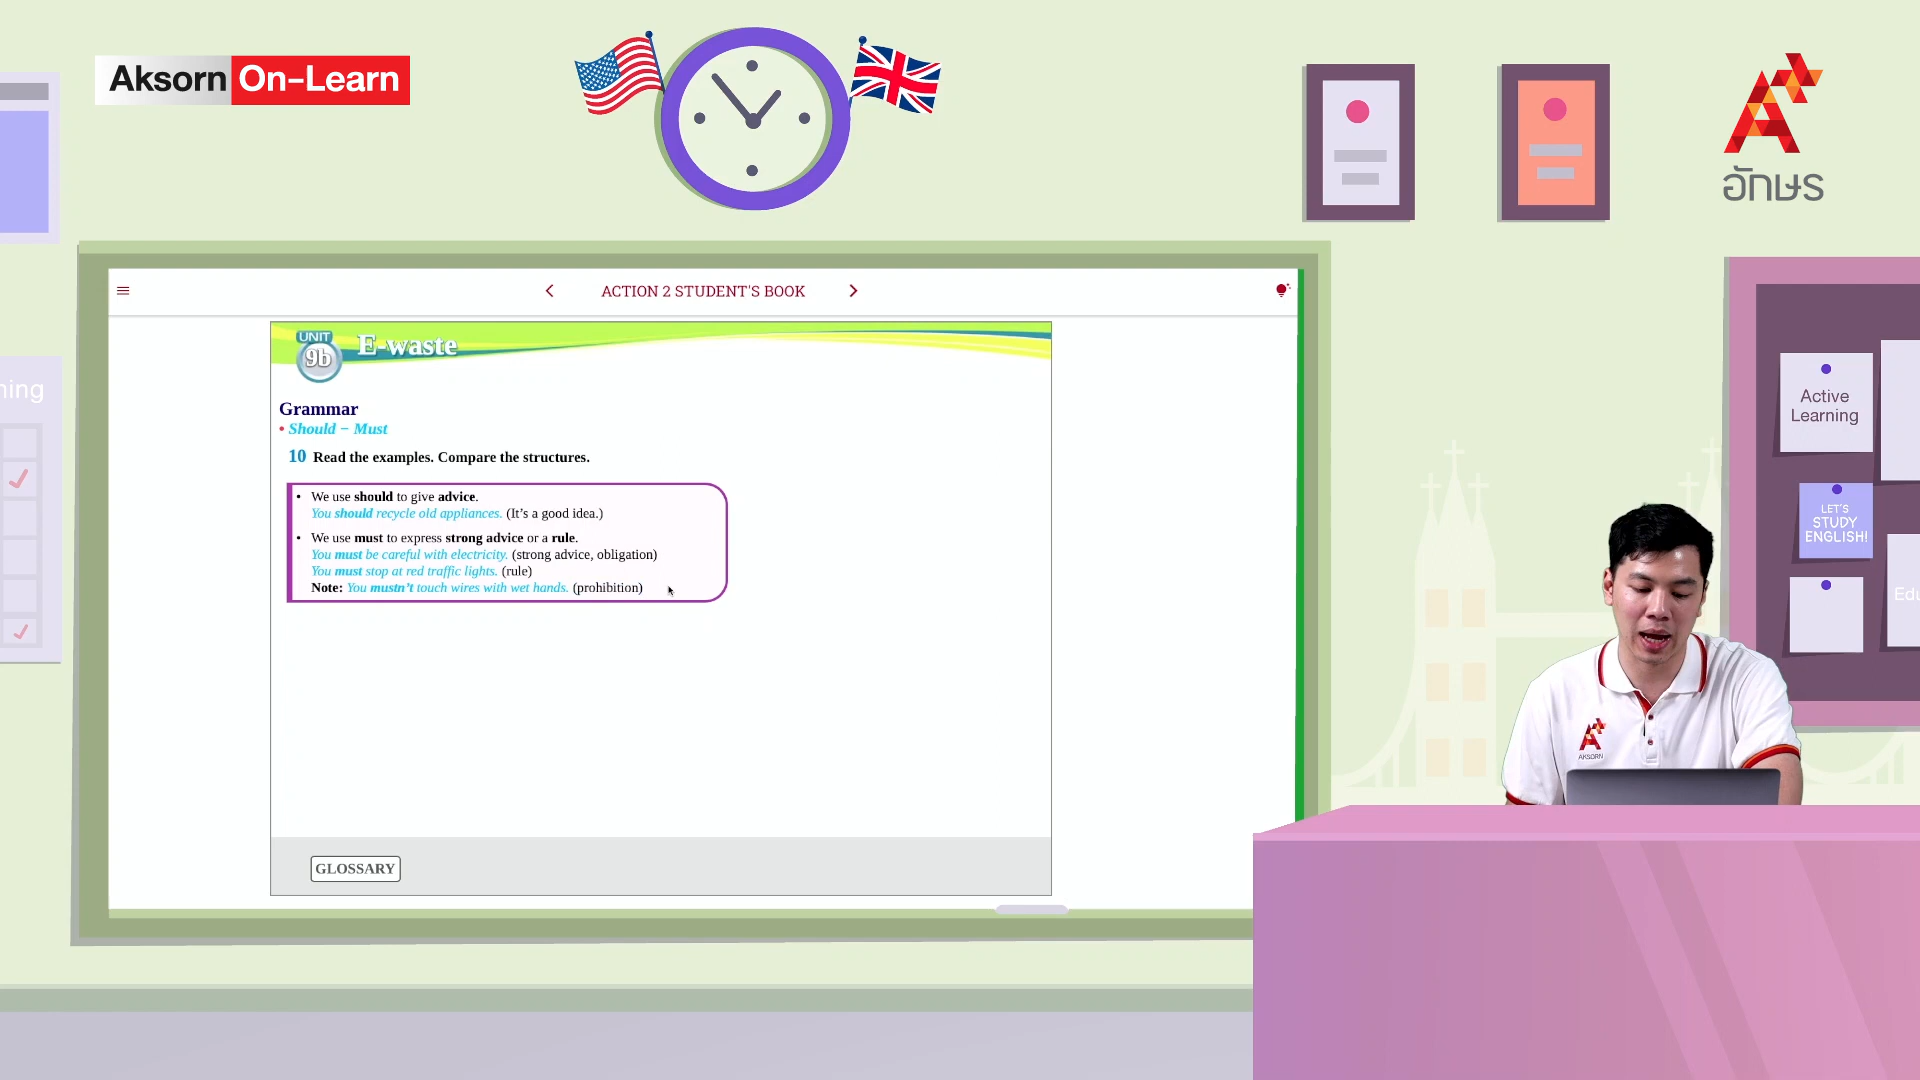 Aksorn On-Learn
อักษร
ning
ACTION 2 STUDENT'S BOOK
UNIT
9b
E-waste
Grammar
• Should – Must
10 Read the examples. Compare the structures.
• We use should to give advice.
You should recycle old appliances. (It's a good idea.)
• We use must to express strong advice or a rule.
You must be careful with electricity. (strong advice, obligation)
You must stop at red traffic lights. (rule)
Note: You mustn't touch wires with wet hands. (prohibition)
GLOSSARY
Active
Learning
LET'S
STUDY
ENGLISH!
Edu
AKSORN